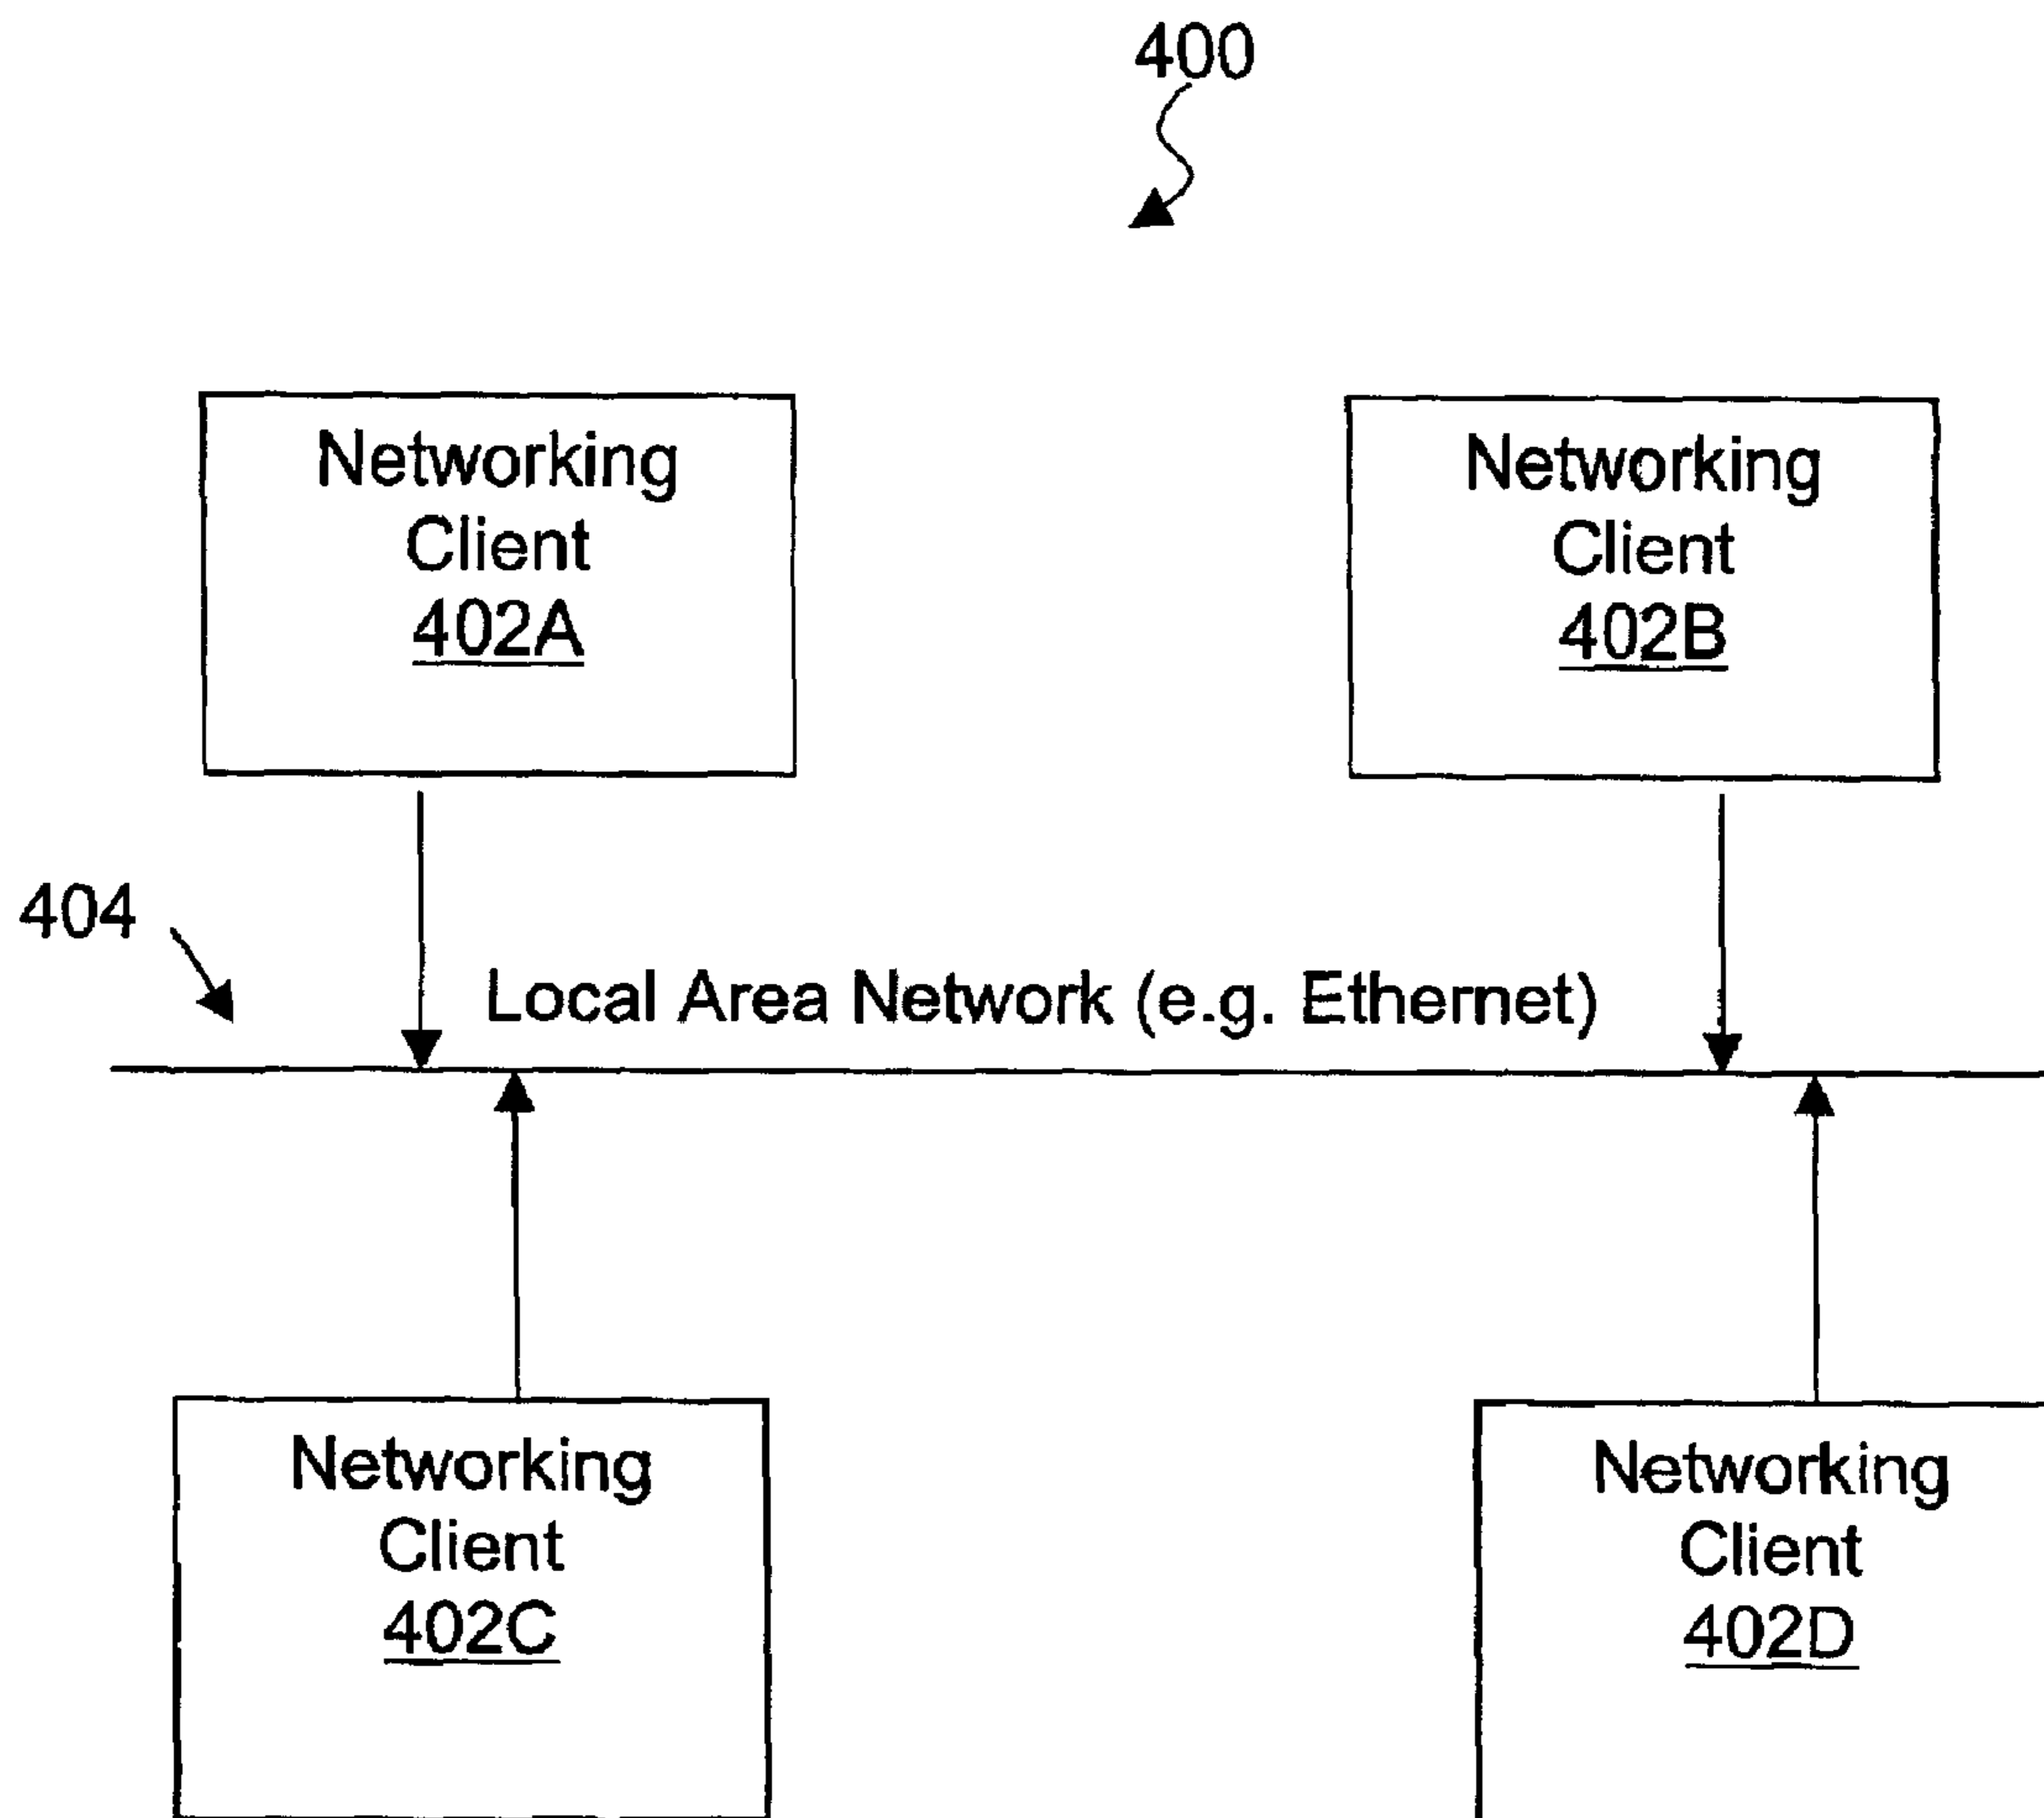 400
Networking
Client
402A
Networking
Client
402B
404
Local Area Network (e.g. Ethernet)
Networking
Client
402C
Networking
Client
402D